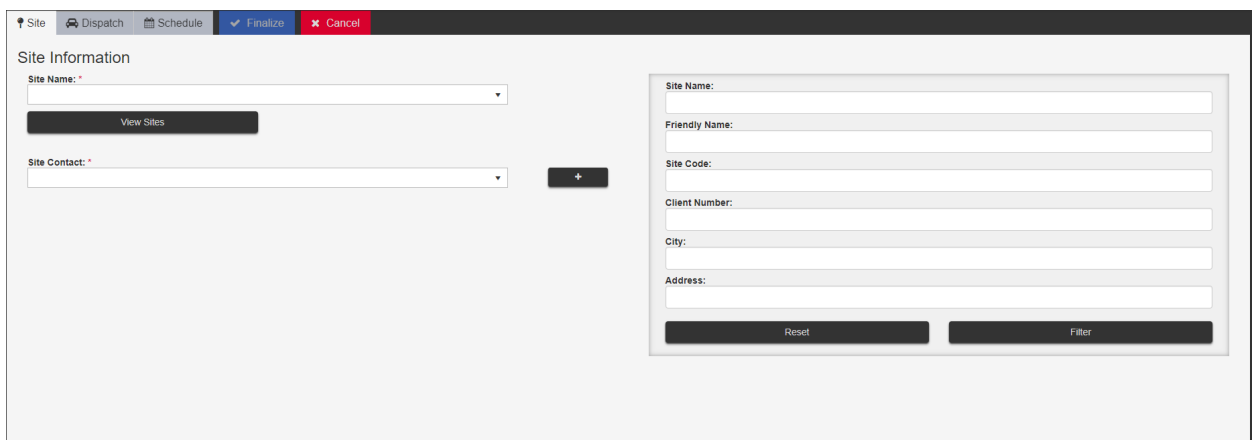 Site Dispatch Schedule Finalize Cancel
Site Information
Site Name: *
View Sites
Site Contact: *
+
Site Name:
Friendly Name:
Site Code:
Client Number:
City:
Address:
Reset Filter